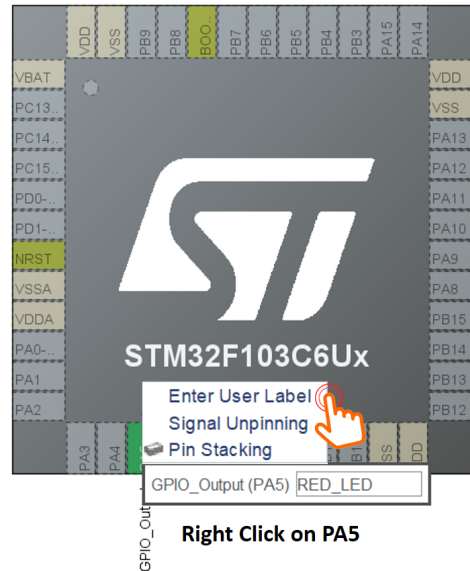 VDD
VSS
PB9
PB8
BOO..
PB7
PB6
PB5
PB4
PB3
PA15
PA14
VBAT
PC13..
PC14..
PC15..
PD0-..
PD1-..
NRST
VSSA
VDDA
PA0-..
PA1
PA2
VDD
VSS
PA13
PA12
PA11
PA10
PA9
PA8
PB15
PB14
PB13
PB12
STM32F103C6Ux
Enter User Label
Signal Unpinning
Pin Stacking
PA3
PA4
GPIO_Output (PA5) RED_LED
GPIO_Out
Right Click on PA5